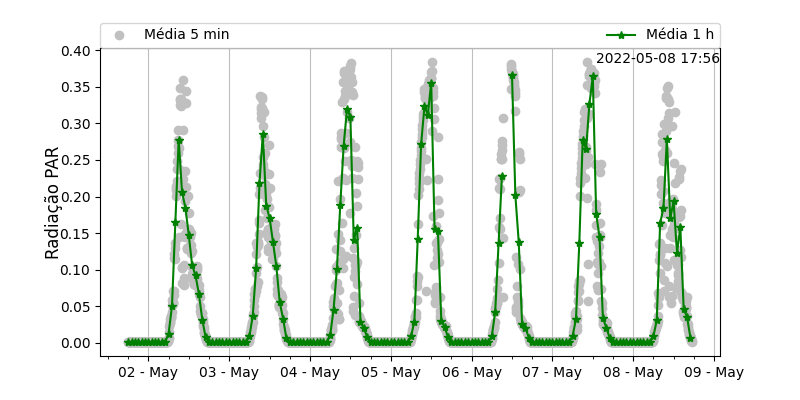 Média 5 min
Média 1 h
2022-05-08 17:56
Radiação PAR
0.40
0.35
0.30
0.25
0.20
0.15
0.10
0.05
0.00
02 - May
03 - May
04 - May
05 - May
06 - May
07 - May
08 - May
09 - May